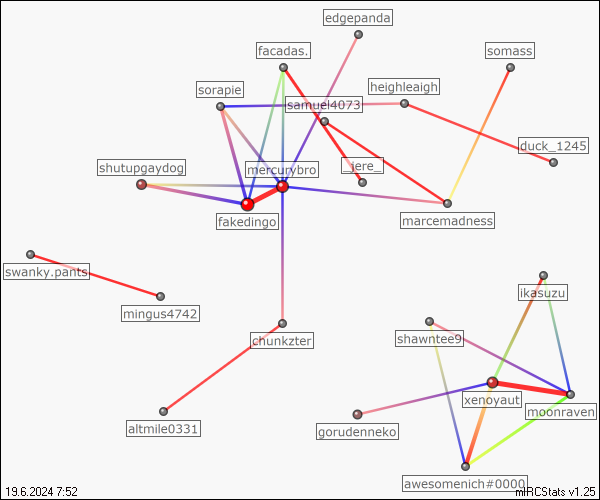 edgepanda
facadas.
somass
sorapie
heighleaigh
samuel4073
duck_1245
shutupgaydog
mercurybro
_jere_
fakedingo
marcemadness
swanky.pants
ikasuzu
mingus4742
chunkzter
shawntee9
xenoyaut
moonraven
altmile0331
gorudenneko
awesomenich#0000
19.6.2024 7:52
mIRCStats v1.25